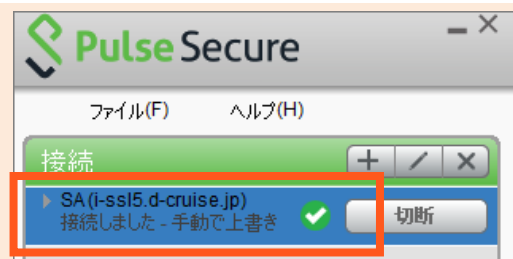 Pulse Secure
ファイル(F) ヘルプ(H)
接続
SA(i-ssl5.d-cruise.jp)
接続しました - 手動で上書き
切断